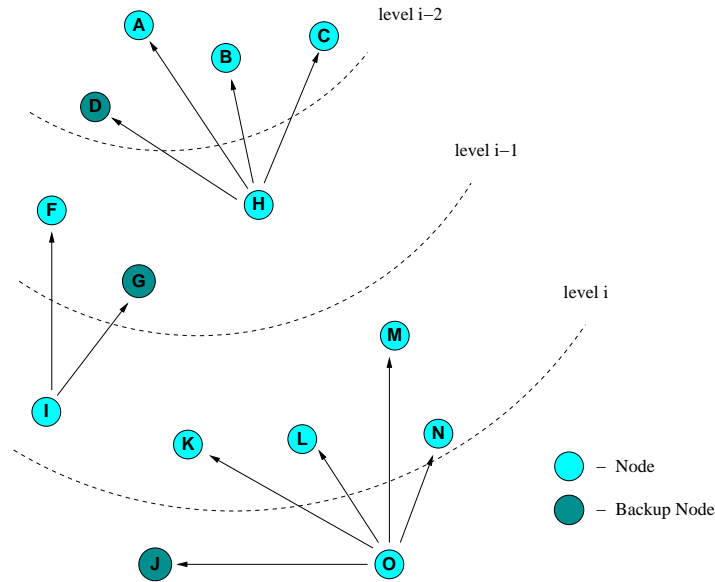 level i−2
A
C
B
D
level i−1
H
F
G
level i
M
I
K
L
N
− Node
− Backup Node
J
O